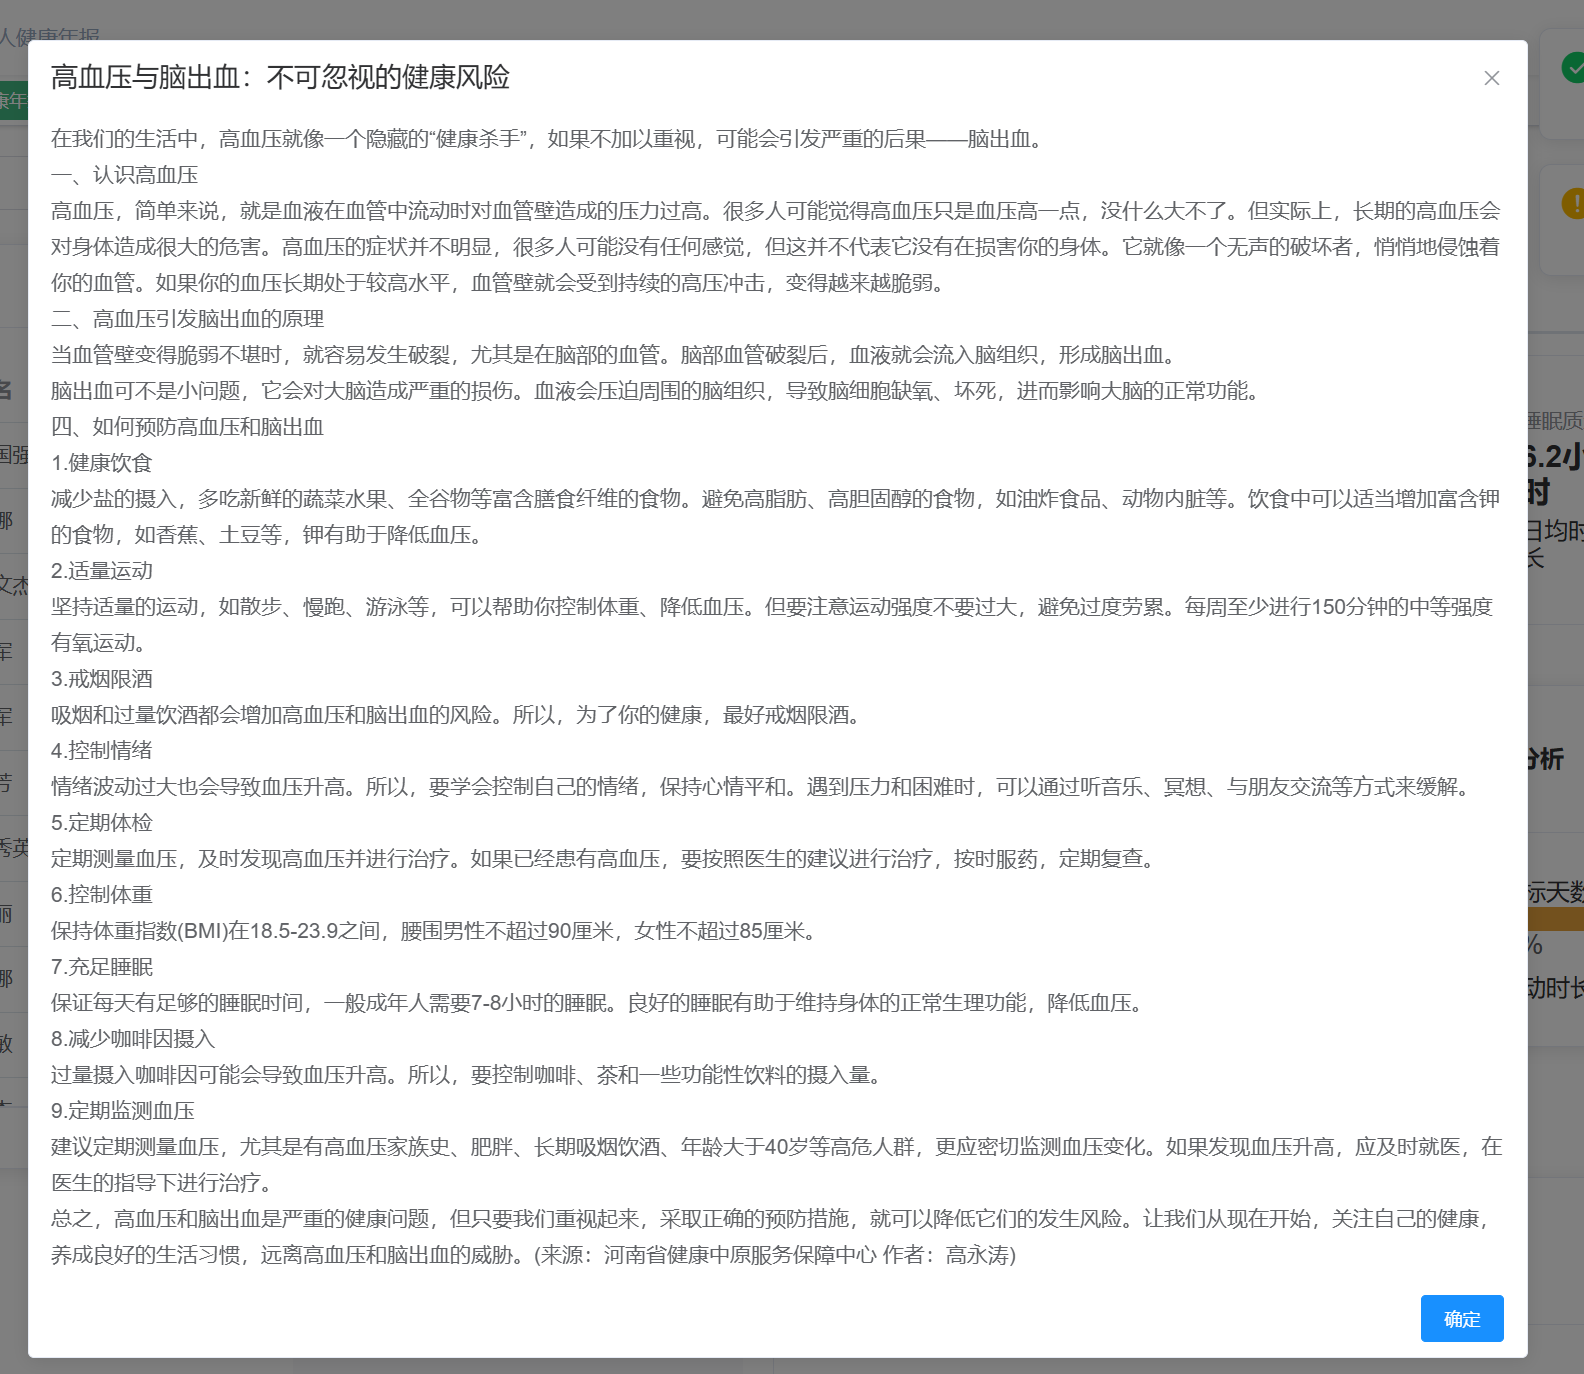 人健康年报
高血压与脑出血：不可忽视的健康风险
康年
在我们的生活中，高血压就像一个隐藏的“健康杀手”，如果不加以重视，可能会引发严重的后果——脑出血。
一、认识高血压
高血压，简单来说，就是血液在血管中流动时对血管壁造成的压力过高。很多人可能觉得高血压只是血压高一点，没什么大不了。但实际上，长期的高血压会
对身体造成很大的危害。高血压的症状并不明显，很多人可能没有任何感觉，但这并不代表它没有在损害你的身体。它就像一个无声的破坏者，悄悄地侵蚀着
你的血管。如果你的血压长期处于较高水平，血管壁就会受到持续的高压冲击，变得越来越脆弱。
二、高血压引发脑出血的原理
当血管壁变得脆弱不堪时，就容易发生破裂，尤其是在脑部的血管。脑部血管破裂后，血液就会流入脑组织，形成脑出血。
脑出血可不是小问题，它会对大脑造成严重的损伤。血液会压迫周围的脑组织，导致脑细胞缺氧、坏死，进而影响大脑的正常功能。
四、如何预防高血压和脑出血
1.健康饮食
减少盐的摄入，多吃新鲜的蔬菜水果、全谷物等富含膳食纤维的食物。避免高脂肪、高胆固醇的食物，如油炸食品、动物内脏等。饮食中可以适当增加富含钾
的食物，如香蕉、土豆等，钾有助于降低血压。
2.适量运动
坚持适量的运动，如散步、慢跑、游泳等，可以帮助你控制体重、降低血压。但要注意运动强度不要过大，避免过度劳累。每周至少进行150分钟的中等强度
有氧运动。
3.戒烟限酒
吸烟和过量饮酒都会增加高血压和脑出血的风险。所以，为了你的健康，最好戒烟限酒。
4.控制情绪
情绪波动过大也会导致血压升高。所以，要学会控制自己的情绪，保持心情平和。遇到压力和困难时，可以通过听音乐、冥想、与朋友交流等方式来缓解。
5.定期体检
定期测量血压，及时发现高血压并进行治疗。如果已经患有高血压，要按照医生的建议进行治疗，按时服药，定期复查。
6.控制体重
保持体重指数(BMI)在18.5-23.9之间，腰围男性不超过90厘米，女性不超过85厘米。
7.充足睡眠
保证每天有足够的睡眠时间，一般成年人需要7-8小时的睡眠。良好的睡眠有助于维持身体的正常生理功能，降低血压。
8.减少咖啡因摄入
过量摄入咖啡因可能会导致血压升高。所以，要控制咖啡、茶和一些功能性饮料的摄入量。
9.定期监测血压
建议定期测量血压，尤其是有高血压家族史、肥胖、长期吸烟饮酒、年龄大于40岁等高危人群，更应密切监测血压变化。如果发现血压升高，应及时就医，在
医生的指导下进行治疗。
总之，高血压和脑出血是严重的健康问题，但只要我们重视起来，采取正确的预防措施，就可以降低它们的发生风险。让我们从现在开始，关注自己的健康，
养成良好的生活习惯，远离高血压和脑出血的威胁。(来源：河南省健康中原服务保障中心 作者：高永涛)
确定
名
国强
娜
文杰
军
军
芳
秀英
丽
娜
敏
睡眠质
6.2小
时
日均时
长
分析
标天数
%
动时长